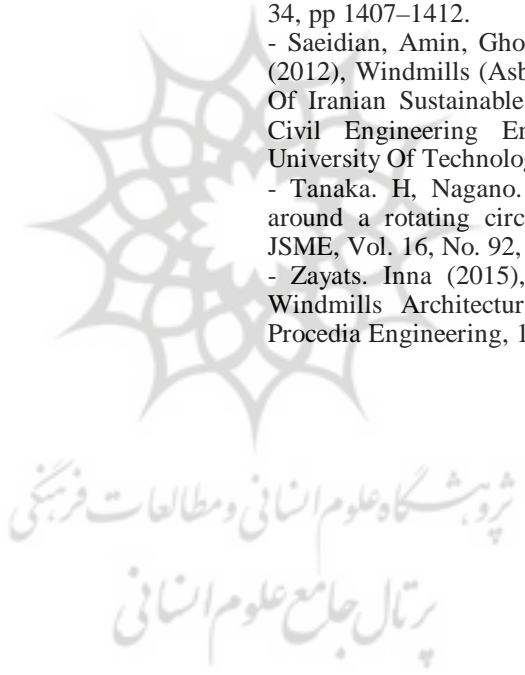 34, pp 1407–1412.
- Saeidian, Amin, Gho
(2012), Windmills (Asb
Of Iranian Sustainable
Civil Engineering En
University Of Technolog
- Tanaka. H, Nagano.
around a rotating circ
JSME, Vol. 16, No. 92,
- Zayats. Inna (2015),
Windmills Architectur
Procedia Engineering, 1
پژوهشگاه علوم انسانی و مطالعات فرهنگی
پرتال جامع علوم انسانی